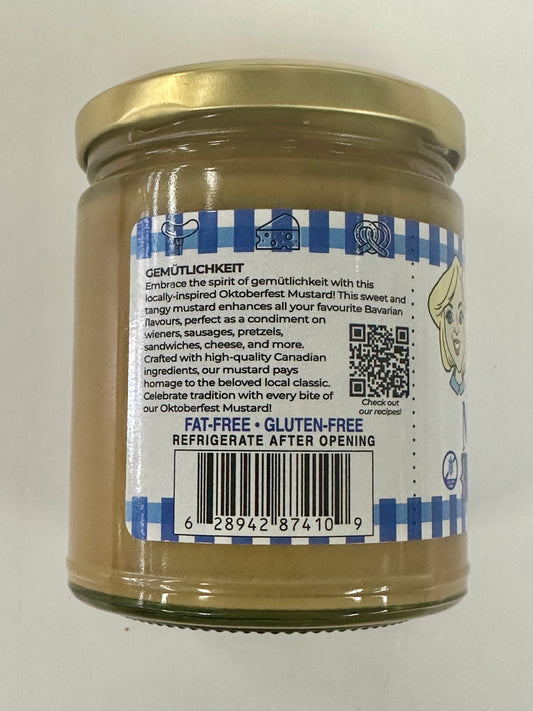 GEMÜTLICHKEIT
Embrace the spirit of gemütlichkeit with this
locally-inspired Oktoberfest Mustard! This sweet and
tangy mustard enhances all your favourite Bavarian
flavours, perfect as a condiment on
wieners, sausages, pretzels,
sandwiches, cheese, and more.
Crafted with high-quality Canadian
ingredients, our mustard pays
homage to the beloved local classic.
Celebrate tradition with every bite of
our Oktoberfest Mustard!
Check out
our recipes!
FAT-FREE • GLUTEN-FREE
REFRIGERATE AFTER OPENING
6 28942 87410 9